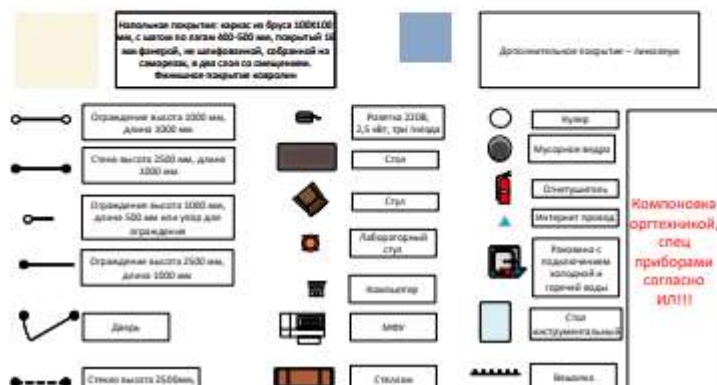 Напольное покрытие: каркас из бруса 100X100
мм, с шагом по лагам 400-500 мм, покрытый 16
мм фанерой, не шлифованной, собранной на
саморезах, в два слоя со смещением.
Финишное покрытие ковролин
Дополнительное покрытие – линолеум
Ограждение высота 1000 мм,
длина 1000 мм
Стена высота 2500 мм, длина
1000 мм
Ограждение высота 1000 мм,
длина 500 мм или упор для
ограждения
Ограждение высота 2500 мм,
длина 1000 мм
Дверь
Стекло высота 2500мм,
Розетка 220В,
2,5 кВт, три гнезда
Стол
Стул
Лабораторный
стул
Компьютер
МФУ
Стеллаж
Кулер
Мусорное ведро
Огнетушитель
Интернет провод
Раковина с
подключением
холодной и
горячей воды
Стол
инструментальный
Вешалка
Компоновка
оргтехникой,
спец
приборами
согласно
ИЛ!!!